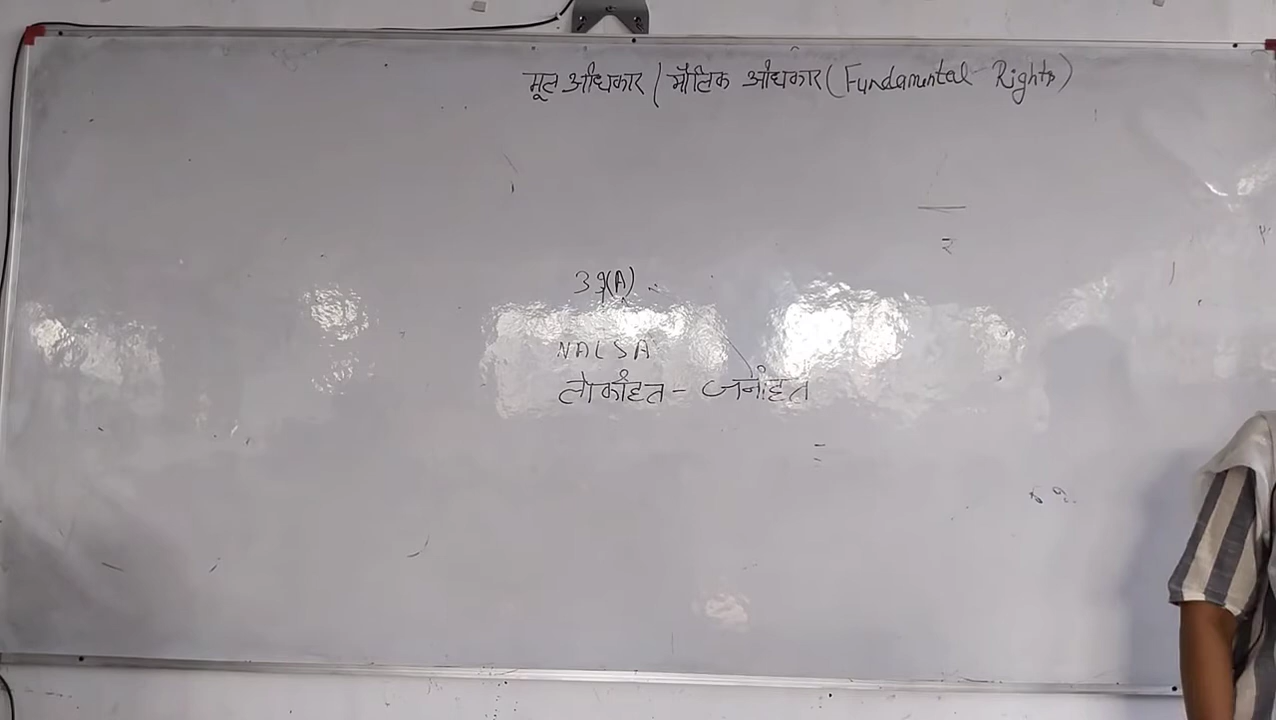 मूल अधिकार / मौलिक अधिकार (Fundamental Rights)
39(A)
NALSA
लोकहित - जनहित